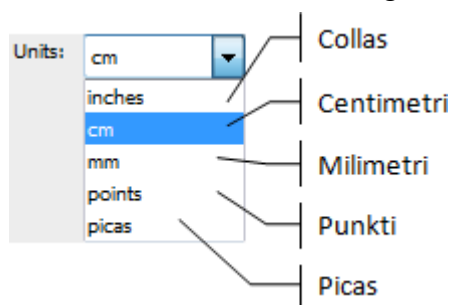 Units: cm
inches
cm
mm
points
picas
Collas
Centimetri
Milimetri
Punkti
Picas